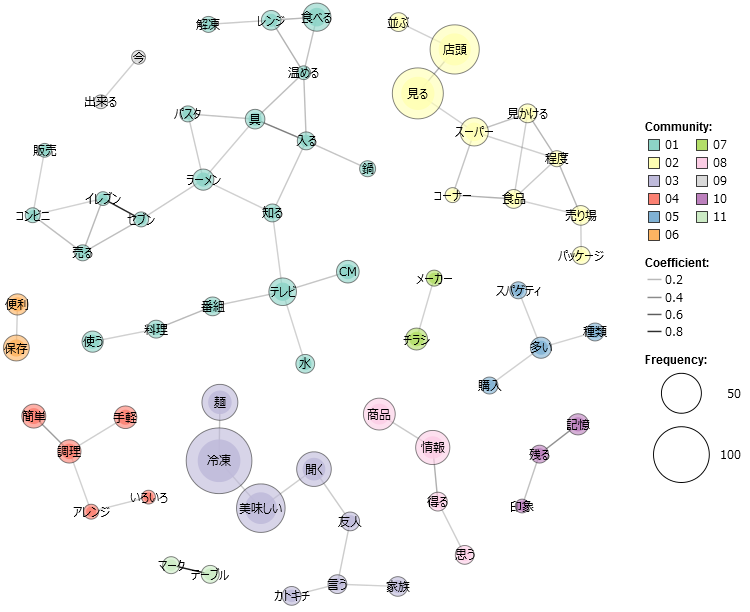 解凍
レンジ
食べる
今
出来る
温める
パスタ
具
入る
鍋
販売
ラーメン
イレブン
コンビニ
セブン
知る
売る
CM
テレビ
番組
料理
使う
水
並ぶ
店頭
見る
見かける
スーパー
程度
コーナー
食品
売り場
パッケージ
メーカー
チラシ
スパゲティ
種類
多い
購入
便利
保存
簡単
手軽
調理
いろいろ
アレンジ
麺
冷凍
聞く
美味しい
友人
言う
家族
カトキチ
マーク
テーブル
商品
情報
得る
思う
記憶
残る
印象
Community:
01 07
02 08
03 09
04 10
05 11
06
Coefficient:
0.2
0.4
0.6
0.8
Frequency:
50
100